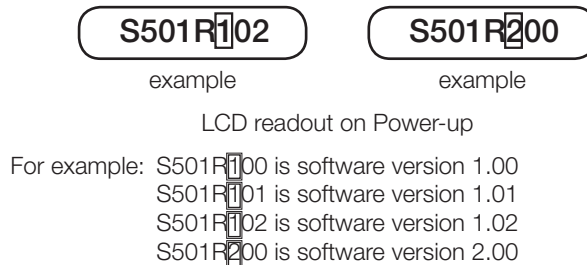 S501R102 S501R200
example example
LCD readout on Power-up
For example: S501R100 is software version 1.00
S501R101 is software version 1.01
S501R102 is software version 1.02
S501R200 is software version 2.00